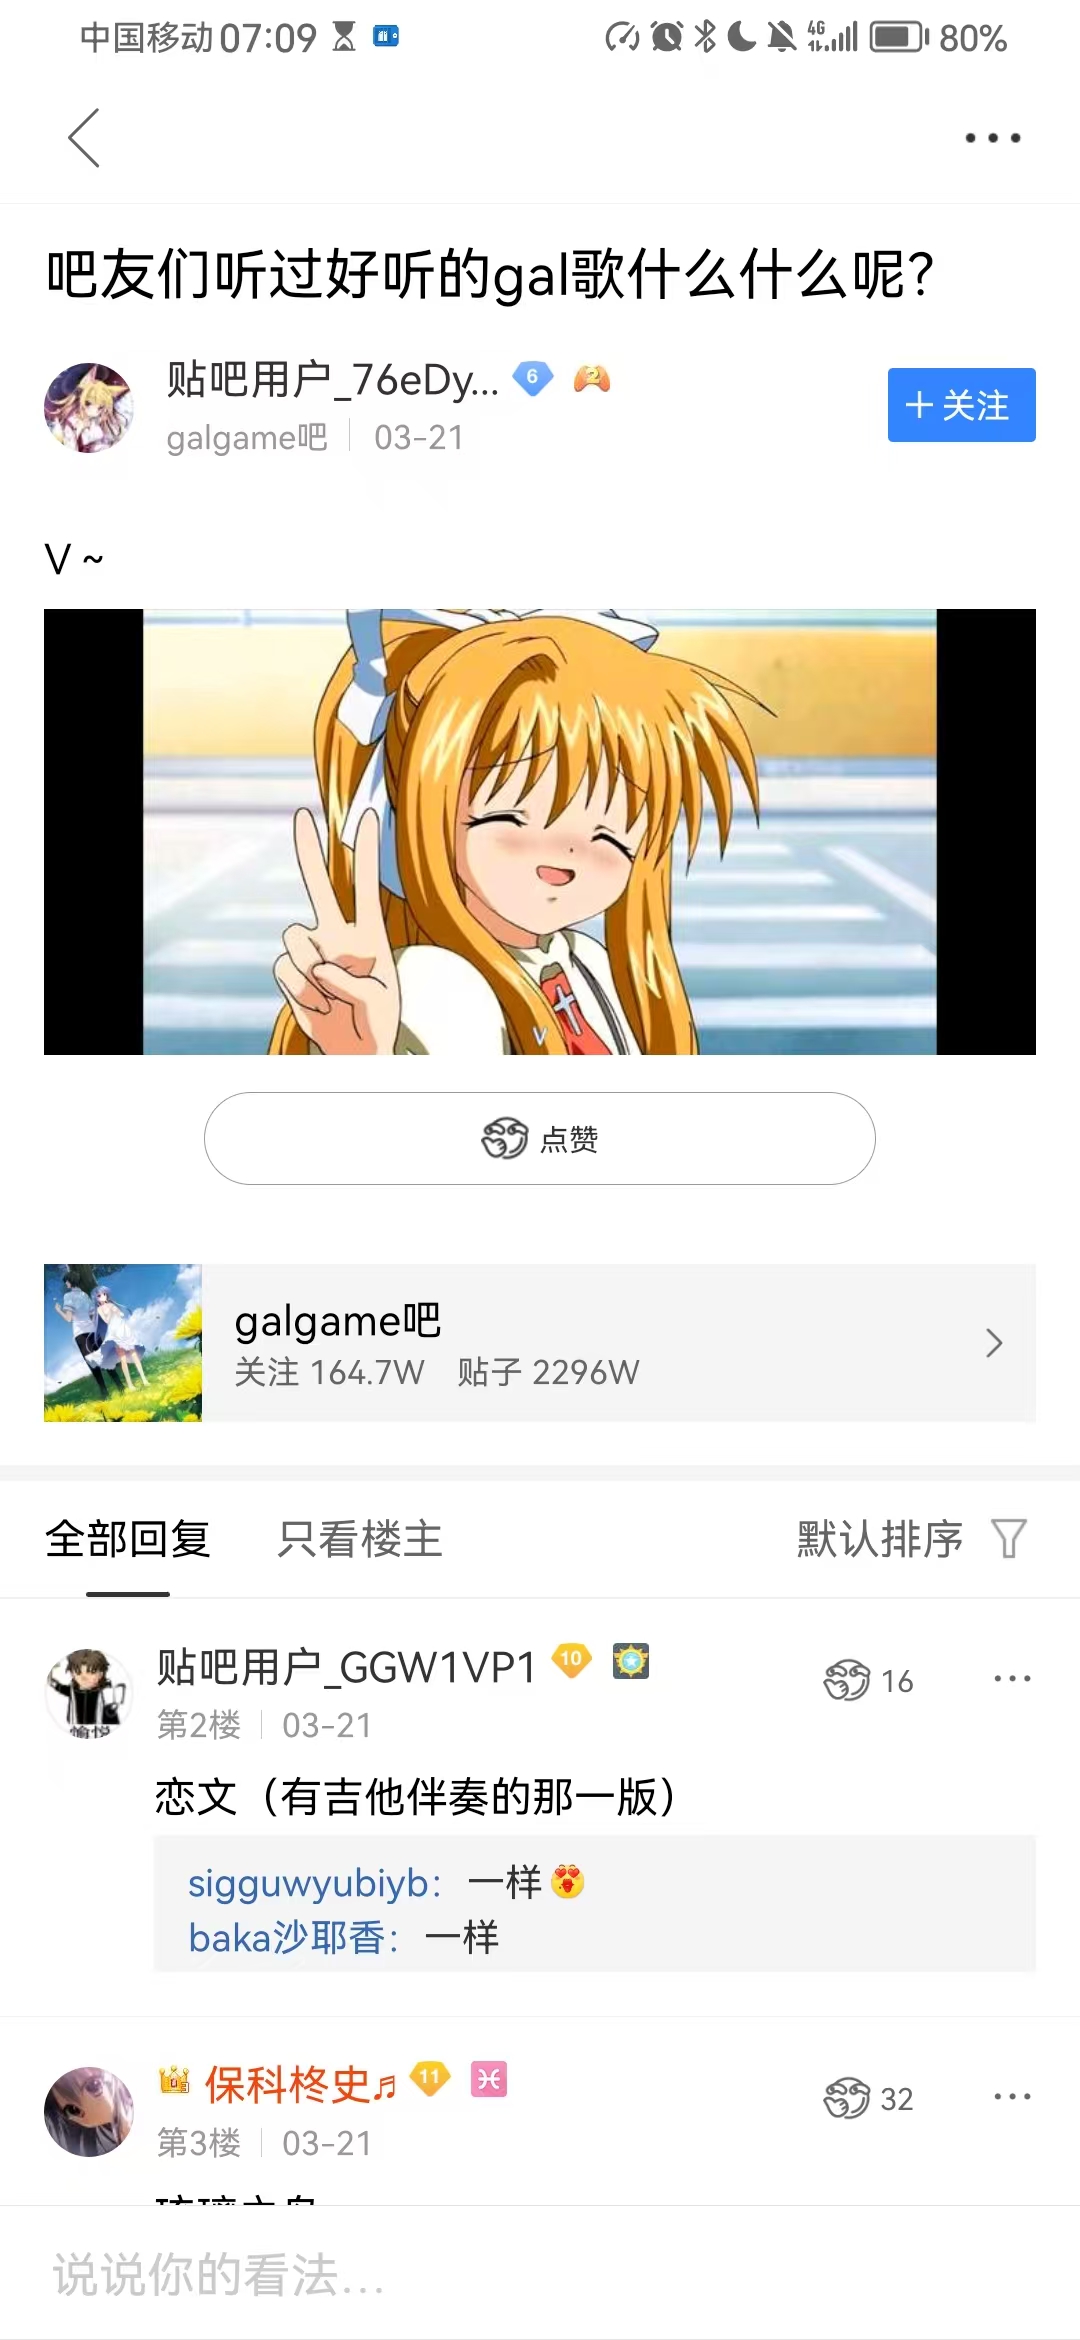 中国移动 07:09 4G 80%
吧友们听过好听的gal歌什么什么呢?
贴吧用户_76eDy... 6 2
galgame吧 03-21
+ 关注
V ~
点赞
galgame吧
关注 164.7W 贴子 2296W
全部回复 只看楼主 默认排序
贴吧用户_GGW1VP1 10
16
第2楼 03-21
恋文（有吉他伴奏的那一版）
sigguwyubiyb: 一样
baka沙耶香: 一样
保科柊史♬ 11
32
第3楼 03-21
说说你的看法...